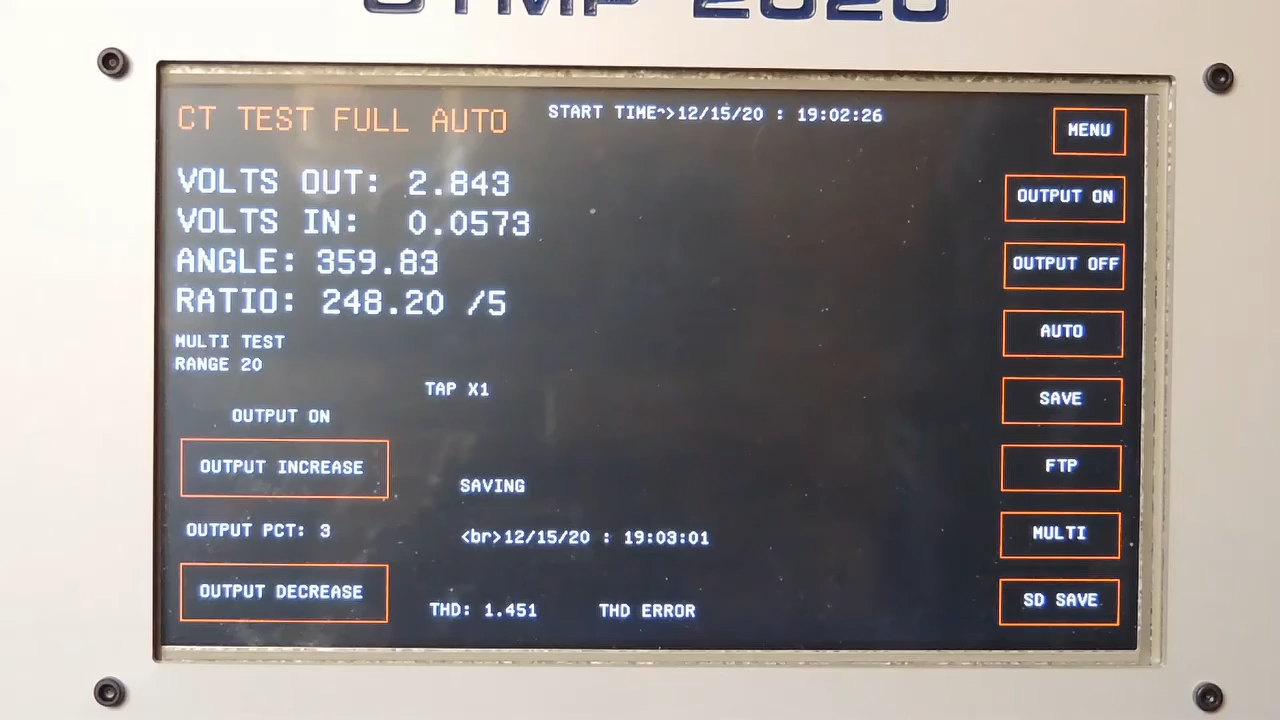 2020
CT TEST FULL AUTO
START TIME~>12/15/20 : 19:02:26
MENU
VOLTS OUT: 2.843
OUTPUT ON
VOLTS IN: 0.0573
ANGLE: 359.83
OUTPUT OFF
RATIO: 248.20 /5
MULTI TEST
AUTO
RANGE 20
TAP X1
SAVE
OUTPUT ON
OUTPUT INCREASE
FTP
SAVING
OUTPUT PCT: 3
<br>12/15/20 : 19:03:01
MULTI
OUTPUT DECREASE
THD: 1.451
THD ERROR
SD SAVE